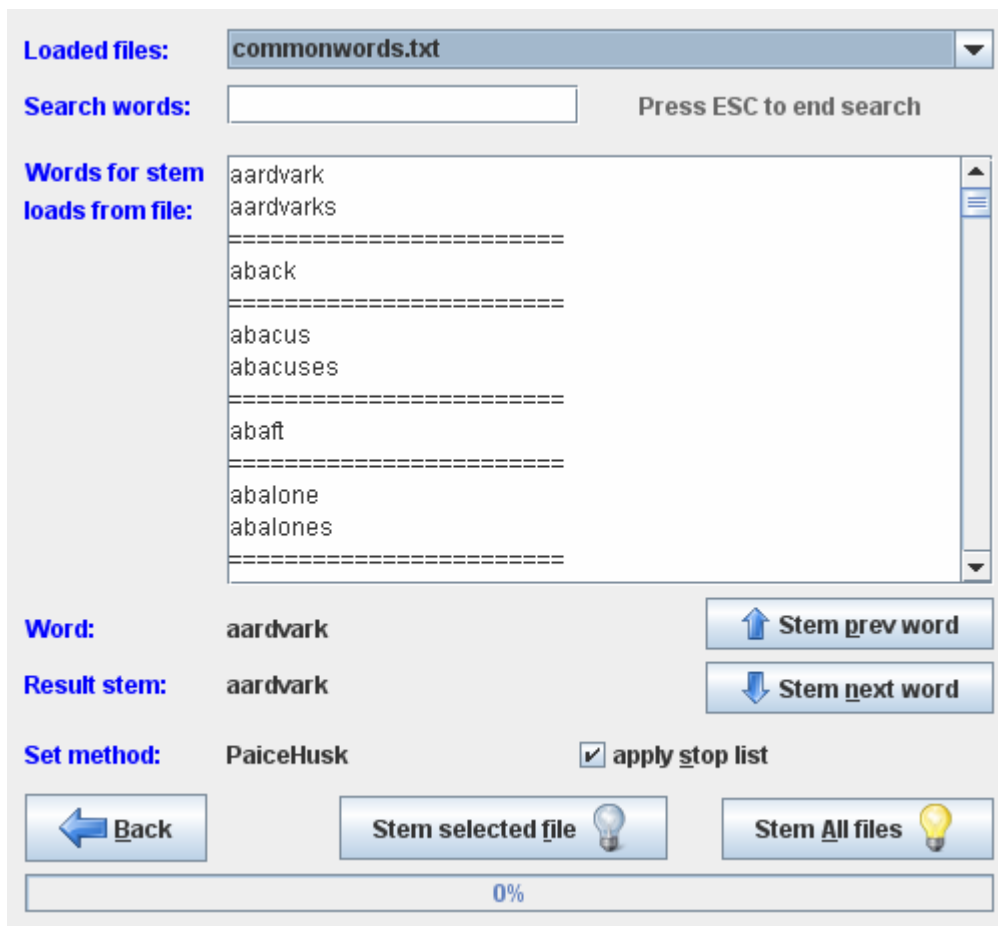 Loaded files: commonwords.txt
Search words: Press ESC to end search
Words for stem
loads from file:
aardvark
aardvarks
========================
aback
========================
abacus
abacuses
========================
abaft
========================
abalone
abalones
========================
Word: aardvark Stem prev word
Result stem: aardvark Stem next word
Set method: PaiceHusk apply stop list
Back Stem selected file Stem All files
0%